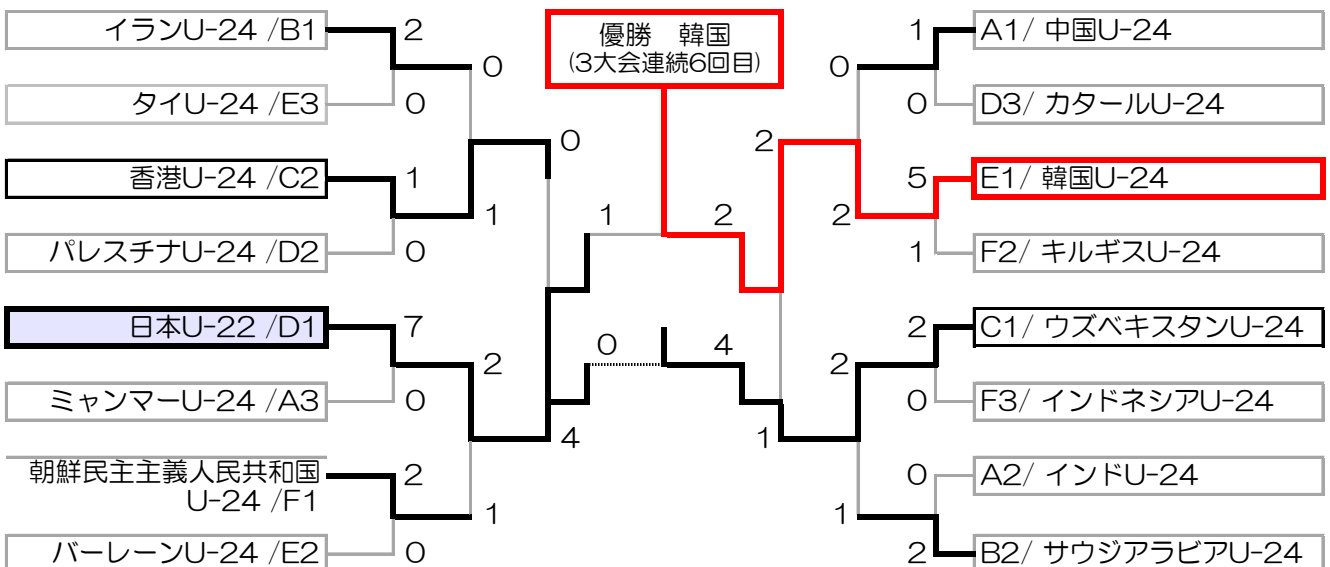 イランU-24 /B1
2
0
タイU-24 /E3
0
0
香港U-24 /C2
1
1
パレスチナU-24 /D2
0
日本U-22 /D1
7
2
ミャンマーU-24 /A3
0
4
朝鮮民主主義人民共和国
U-24 /F1
2
1
バーレーンU-24 /E2
0
優勝 韓国
(3大会連続6回目)
1
2
0
4
1
A1/ 中国U-24
0
0
D3/ カタールU-24
2
5
E1/ 韓国U-24
2
1
F2/ キルギスU-24
2
C1/ ウズベキスタンU-24
2
0
F3/ インドネシアU-24
1
0
A2/ インドU-24
1
2
B2/ サウジアラビアU-24